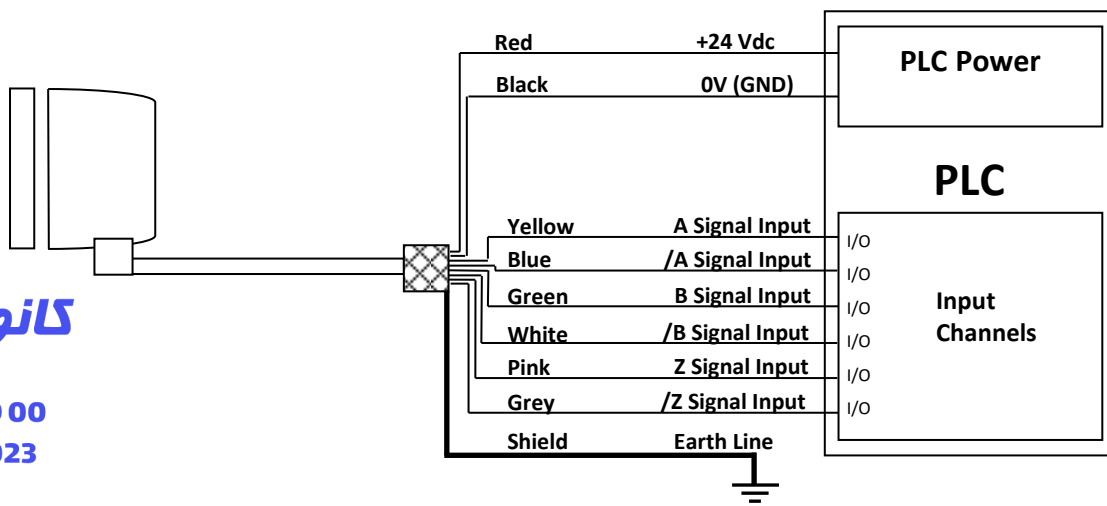 Red +24 Vdc
PLC Power
Black 0V (GND)
PLC
Yellow A Signal Input I/O
Blue /A Signal Input I/O
Green B Signal Input I/O
Input
Channels
White /B Signal Input I/O
Pink Z Signal Input I/O
Grey /Z Signal Input I/O
Shield Earth Line
00